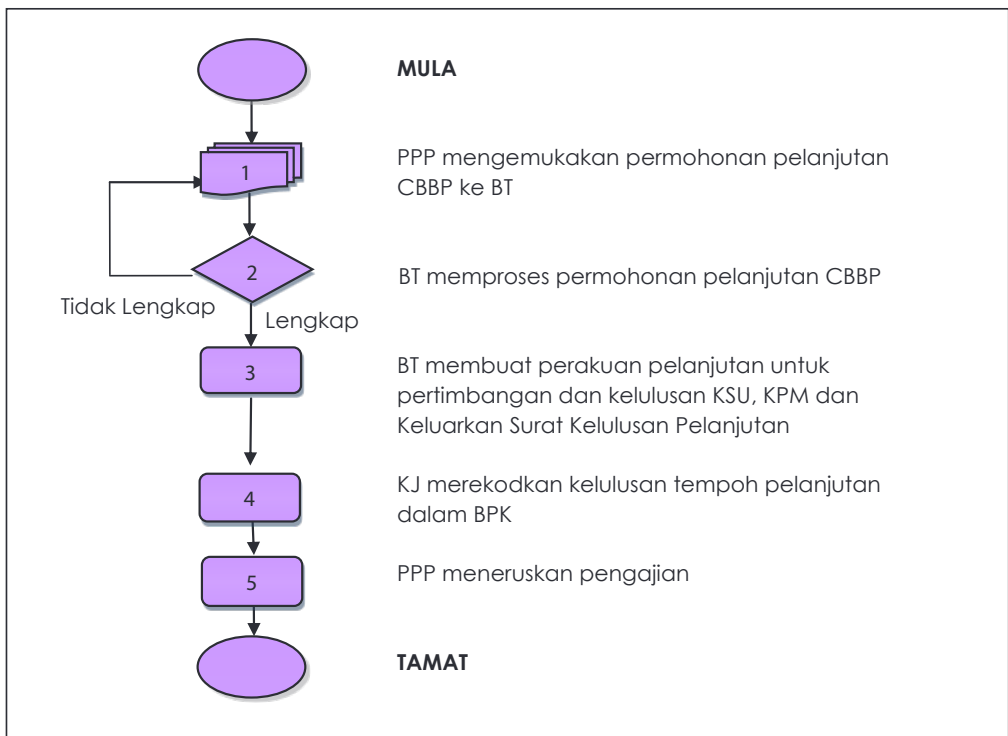 MULA
1
PPP mengemukakan permohonan pelanjutan
CBBP ke BT
2
BT memproses permohonan pelanjutan CBBP
Tidak Lengkap
Lengkap
3
BT membuat perakuan pelanjutan untuk
pertimbangan dan kelulusan KSU, KPM dan
Keluarkan Surat Kelulusan Pelanjutan
4
KJ merekodkan kelulusan tempoh pelanjutan
dalam BPK
5
PPP meneruskan pengajian
TAMAT